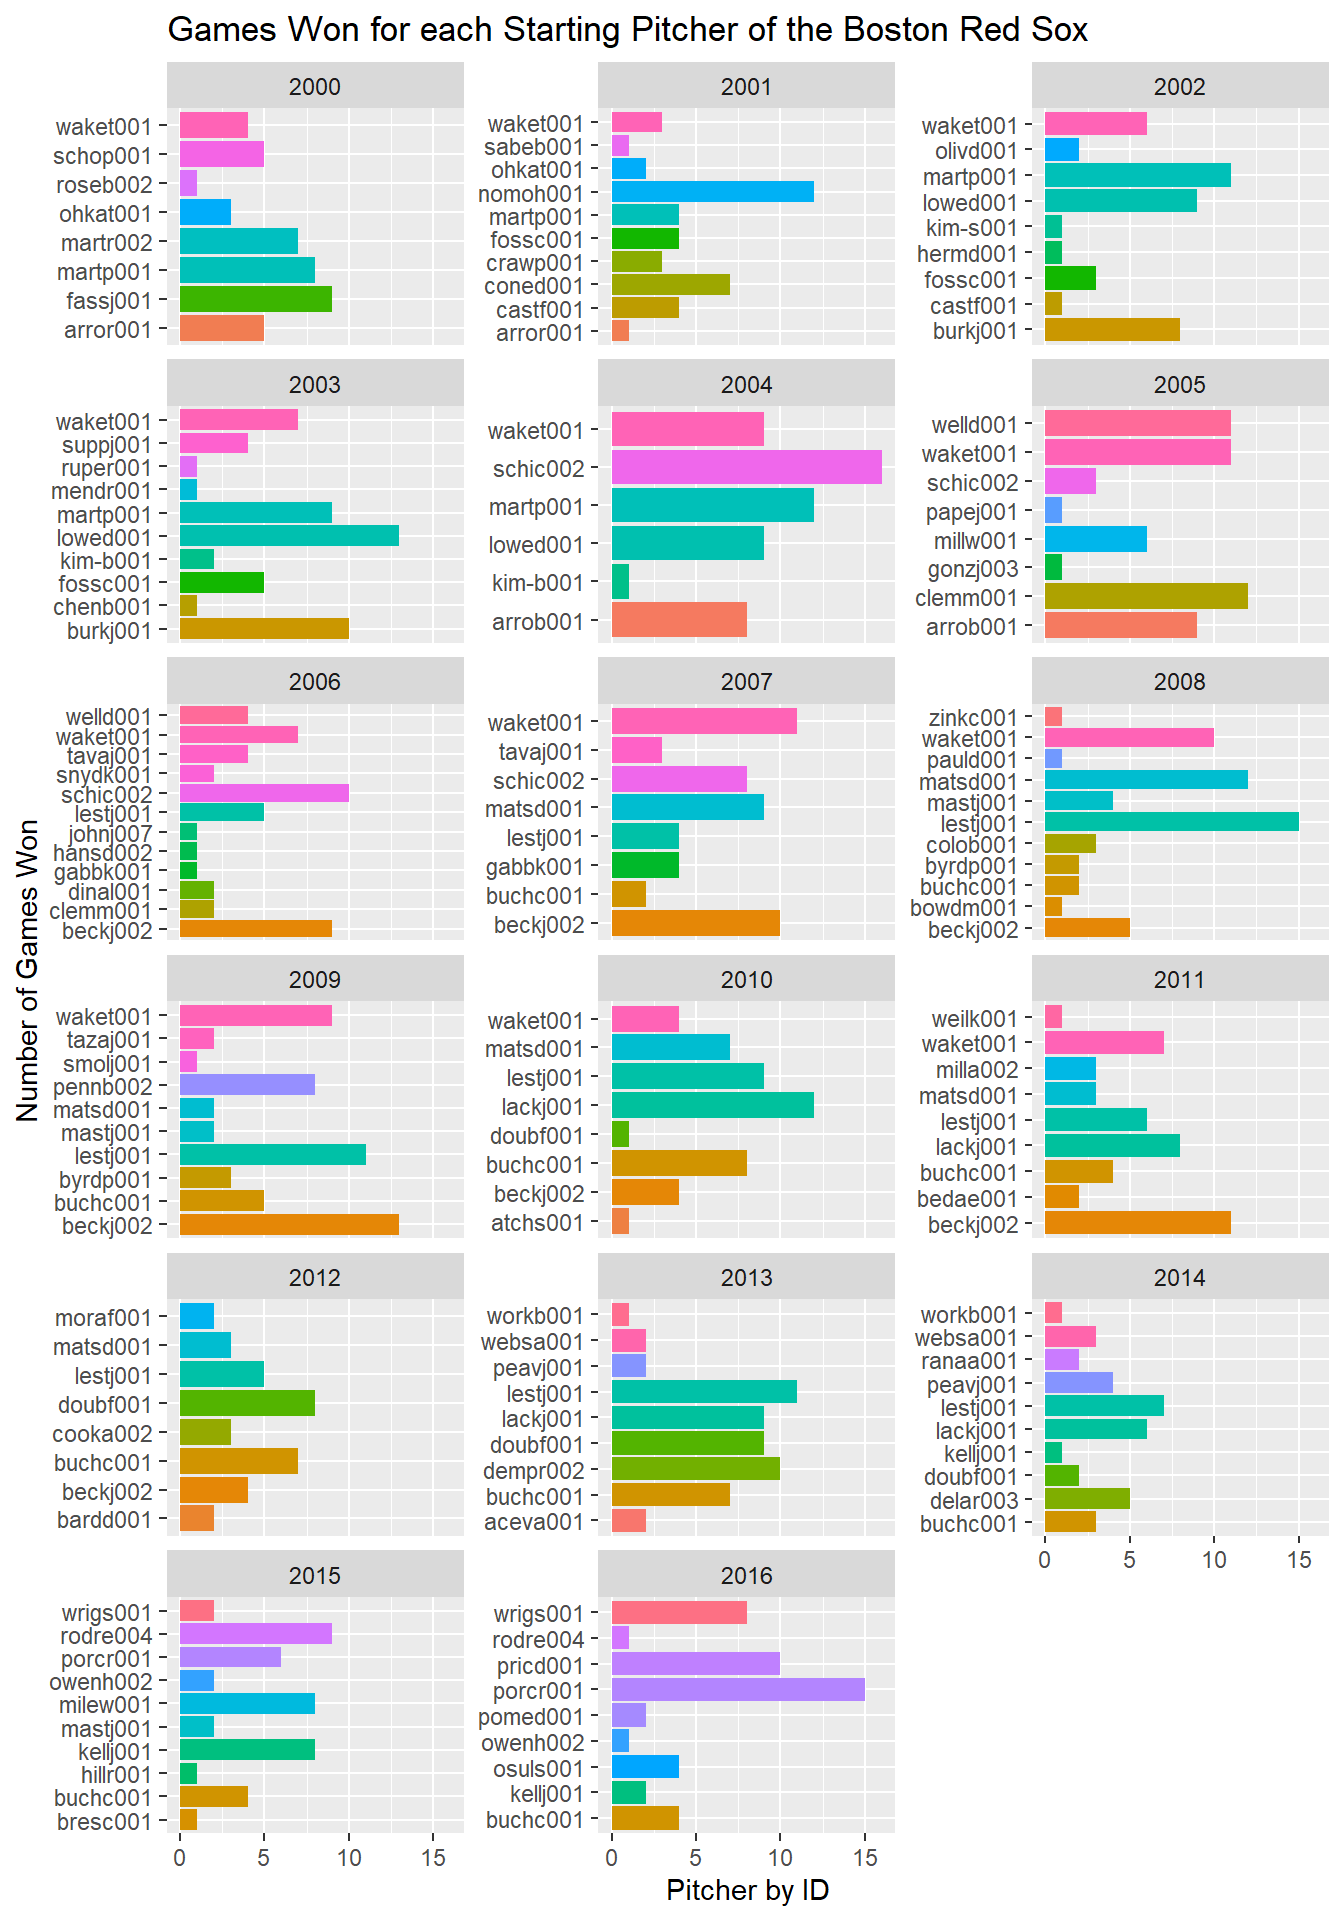 Games Won for each Starting Pitcher of the Boston Red Sox
2000
waket001
schop001
roseb002
ohkat001
martr002
martp001
fassj001
arror001
2001
waket001
sabeb001
ohkat001
nomoh001
martp001
fossc001
crawp001
coned001
castf001
arror001
2002
waket001
olivd001
martp001
lowed001
kim-s001
hermd001
fossc001
castf001
burkj001
2003
waket001
suppj001
ruper001
mendr001
martp001
lowed001
kim-b001
fossc001
chenb001
burkj001
2004
waket001
schic002
martp001
lowed001
kim-b001
arrob001
2005
welld001
waket001
schic002
papej001
millw001
gonzj003
clemm001
arrob001
2006
welld001
waket001
tavaj001
snydk001
schic002
lestj001
johnj007
hansd002
gabbk001
dinal001
clemm001
beckj002
2007
waket001
tavaj001
schic002
matsd001
lestj001
gabbk001
buchc001
beckj002
2008
zinkc001
waket001
pauld001
matsd001
mastj001
lestj001
colob001
byrdp001
buchc001
bowdm001
beckj002
Number of Games Won
2009
waket001
tazaj001
smolj001
pennb002
matsd001
mastj001
lestj001
byrdp001
buchc001
beckj002
2010
waket001
matsd001
lestj001
lackj001
doubf001
buchc001
beckj002
atchs001
2011
weilk001
waket001
milla002
matsd001
lestj001
lackj001
buchc001
bedae001
beckj002
2012
moraf001
matsd001
lestj001
doubf001
cooka002
buchc001
beckj002
bardd001
2013
workb001
websa001
peavj001
lestj001
lackj001
doubf001
dempr002
buchc001
aceva001
2014
workb001
websa001
ranaa001
peavj001
lestj001
lackj001
kellj001
doubf001
delar003
buchc001
0 5 10 15
2015
wrigs001
rodre004
porcr001
owenh002
milew001
mastj001
kellj001
hillr001
buchc001
bresc001
0 5 10 15
2016
wrigs001
rodre004
pricd001
porcr001
pomed001
owenh002
osuls001
kellj001
buchc001
0 5 10 15
Pitcher by ID